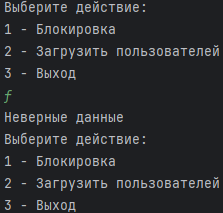 Выберите действие:
1 - Блокировка
2 - Загрузить пользователей
3 - Выход
f
Неверные данные
Выберите действие:
1 - Блокировка
2 - Загрузить пользователей
3 - Выход